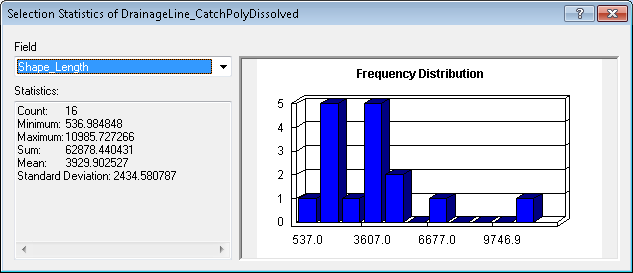 Selection Statistics of DrainageLine_CatchPolyDissolved
Field
Shape_Length
Statistics:
Count: 16
Minimum: 536.984848
Maximum: 10985.727266
Sum: 62878.440431
Mean: 3929.902527
Standard Deviation: 2434.580787
Frequency Distribution
5
4
3
2
1
0
537.0 3607.0 6677.0 9746.9